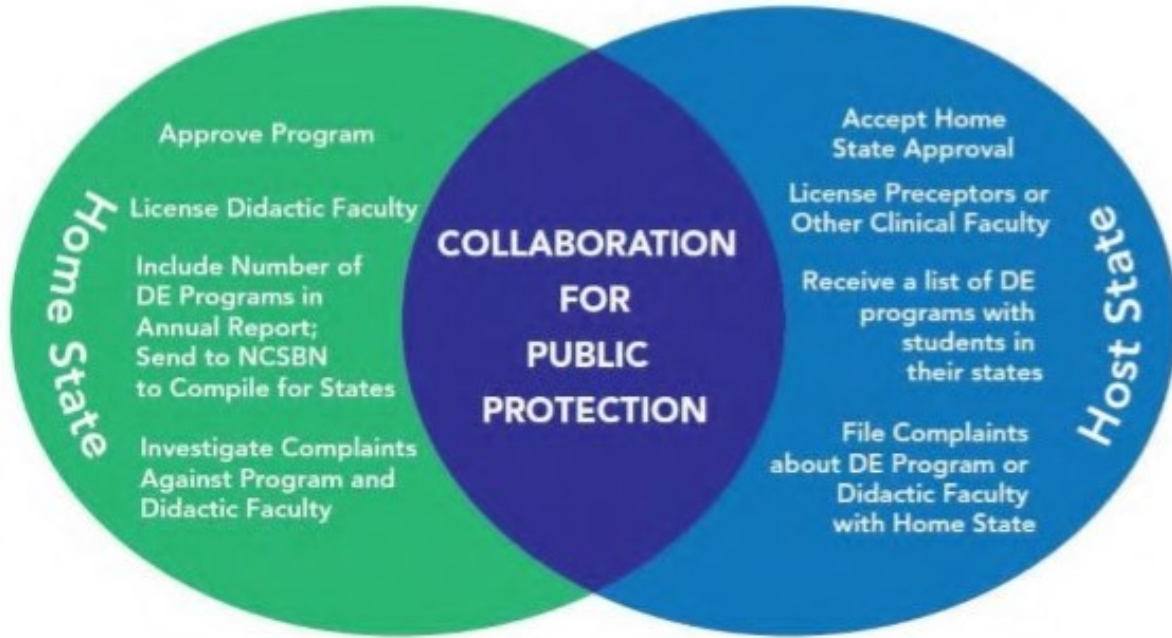 Home State
Approve Program
License Didactic Faculty
Include Number of
DE Programs in
Annual Report;
Send to NCSBN
to Compile for States
Investigate Complaints
Against Program and
Didactic Faculty
COLLABORATION
FOR
PUBLIC
PROTECTION
Accept Home
State Approval
License Preceptors or
Other Clinical Faculty
Receive a list of DE
programs with
students in
their states
File Complaints
about DE Program or
Didactic Faculty
with Home State
Host State